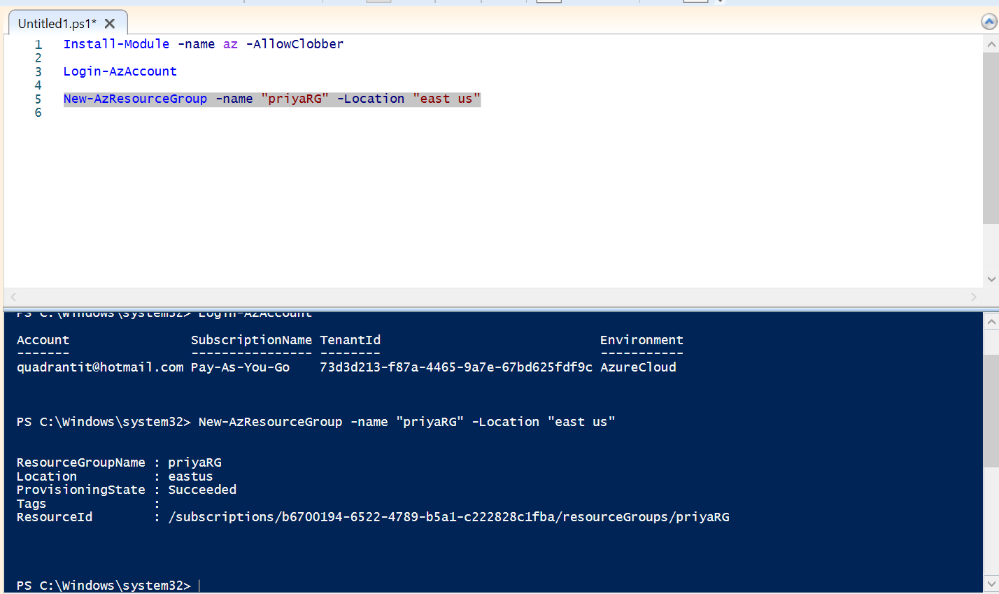 Untitled1.ps1* X
1 Install-Module -name az -AllowClobber
2
3 Login-AzAccount
4
5 New-AzResourceGroup -name "priyaRG" -Location "east us"
6
PS C:\Windows\system32> Login-AzAccount
Account SubscriptionName TenantId Environment
------- ---------------- -------- -----------
quadrantit@hotmail.com Pay-As-You-Go 73d3d213-f87a-4465-9a7e-67bd625fdf9c AzureCloud
PS C:\Windows\system32> New-AzResourceGroup -name "priyaRG" -Location "east us"
ResourceGroupName : priyaRG
Location : eastus
ProvisioningState : Succeeded
Tags :
ResourceId : /subscriptions/b6700194-6522-4789-b5a1-c222828c1fba/resourceGroups/priyaRG
PS C:\Windows\system32>